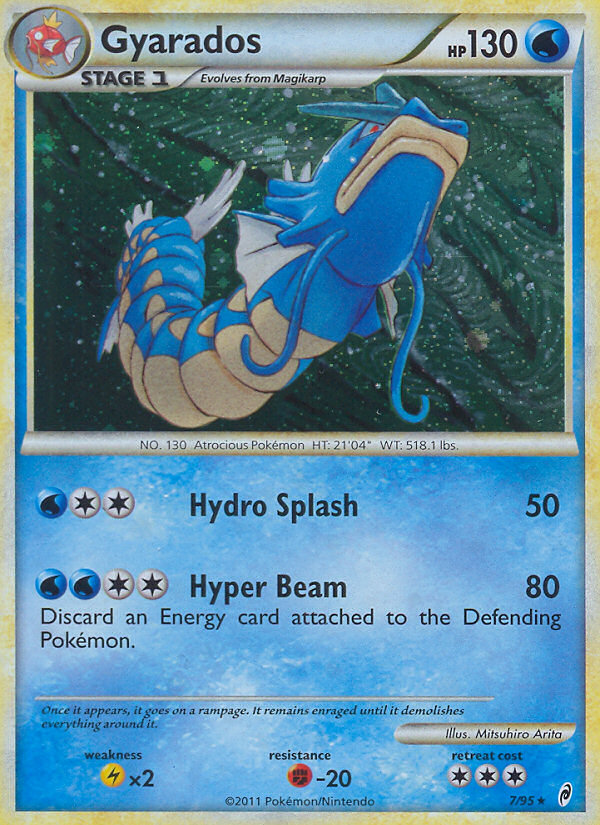 Gyarados
HP130
STAGE 1
Evolves from Magikarp
NO. 130 Atrocious Pokémon HT: 21'04" WT: 518.1 lbs.
Hydro Splash 50
Hyper Beam 80
Discard an Energy card attached to the Defending
Pokémon.
Once it appears, it goes on a rampage. It remains enraged until it demolishes
everything around it.
Illus. Mitsuhiro Arita
weakness resistance retreat cost
×2 -20
©2011 Pokémon/Nintendo 7/95 ★